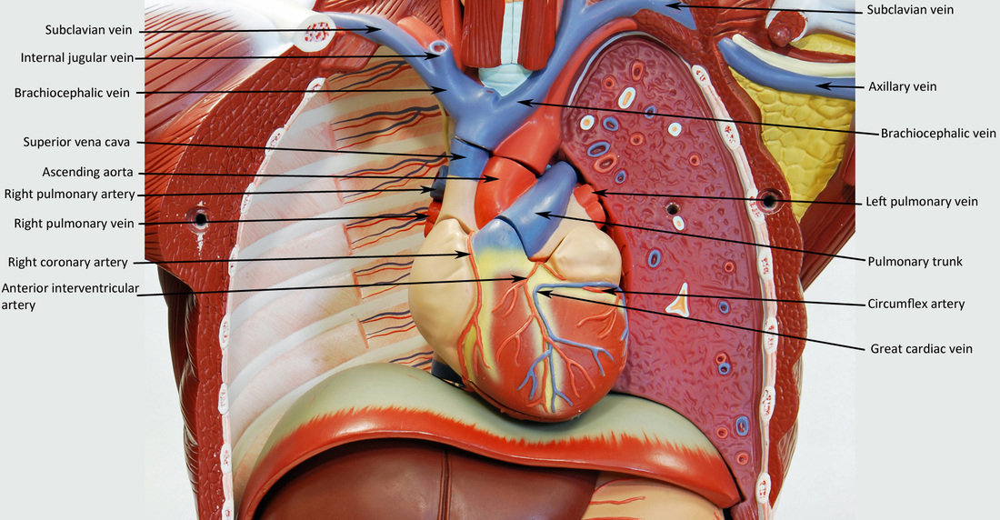 Subclavian vein
Internal jugular vein
Brachiocephalic vein
Superior vena cava
Ascending aorta
Right pulmonary artery
Right pulmonary vein
Right coronary artery
Anterior interventricular
artery
Subclavian vein
Axillary vein
Brachiocephalic vein
Left pulmonary vein
Pulmonary trunk
Circumflex artery
Great cardiac vein